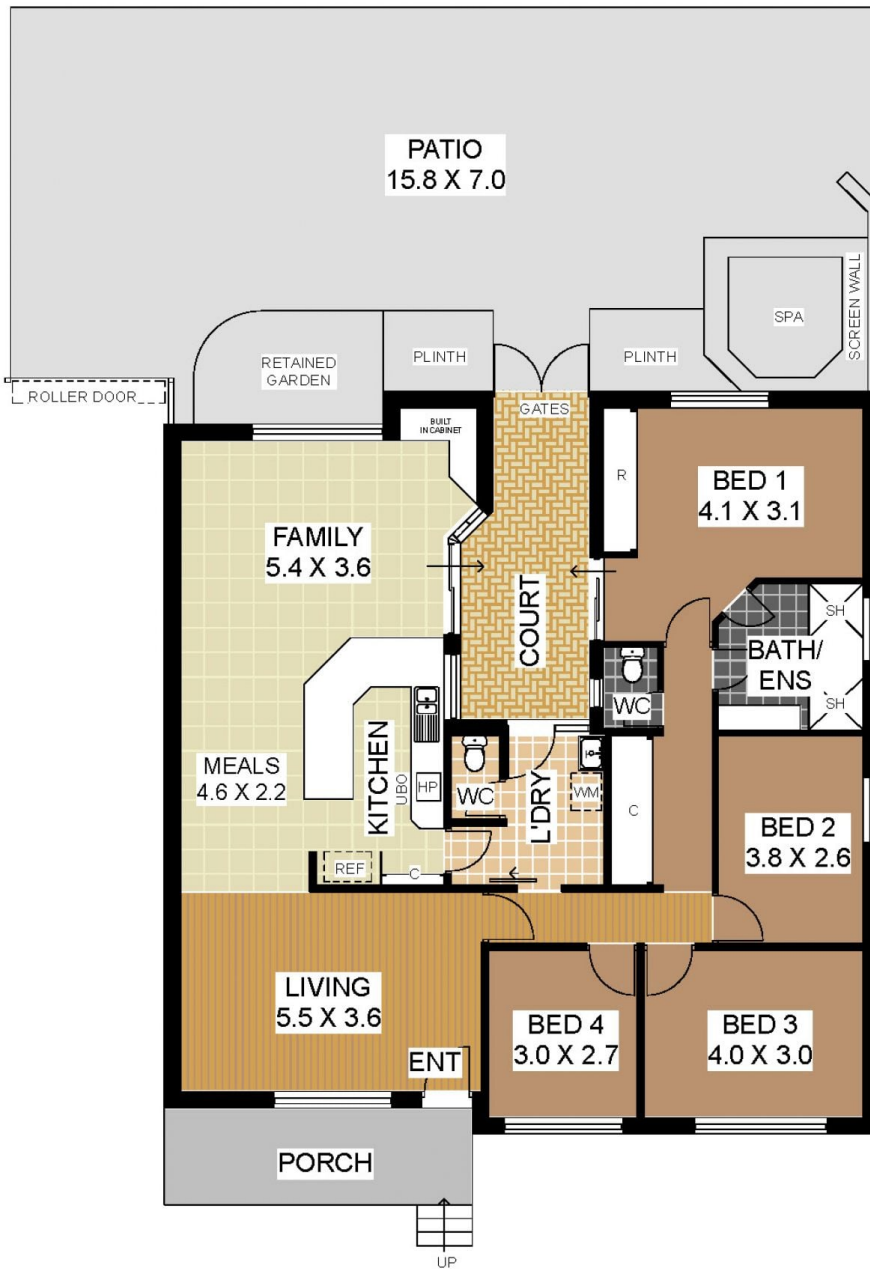 PATIO
15.8 X 7.0
SCREEN WALL
SPA
RETAINED
GARDEN
PLINTH
PLINTH
ROLLER DOOR
GATES
BUILT
IN CABINET
R
BED 1
4.1 X 3.1
FAMILY
5.4 X 3.6
COURT
SH
BATH/
ENS
SH
WC
MEALS
4.6 X 2.2
KITCHEN
UBO
HP
WC
L'DRY
WM
C
BED 2
3.8 X 2.6
REF
C
LIVING
5.5 X 3.6
BED 4
3.0 X 2.7
BED 3
4.0 X 3.0
ENT
PORCH
UP